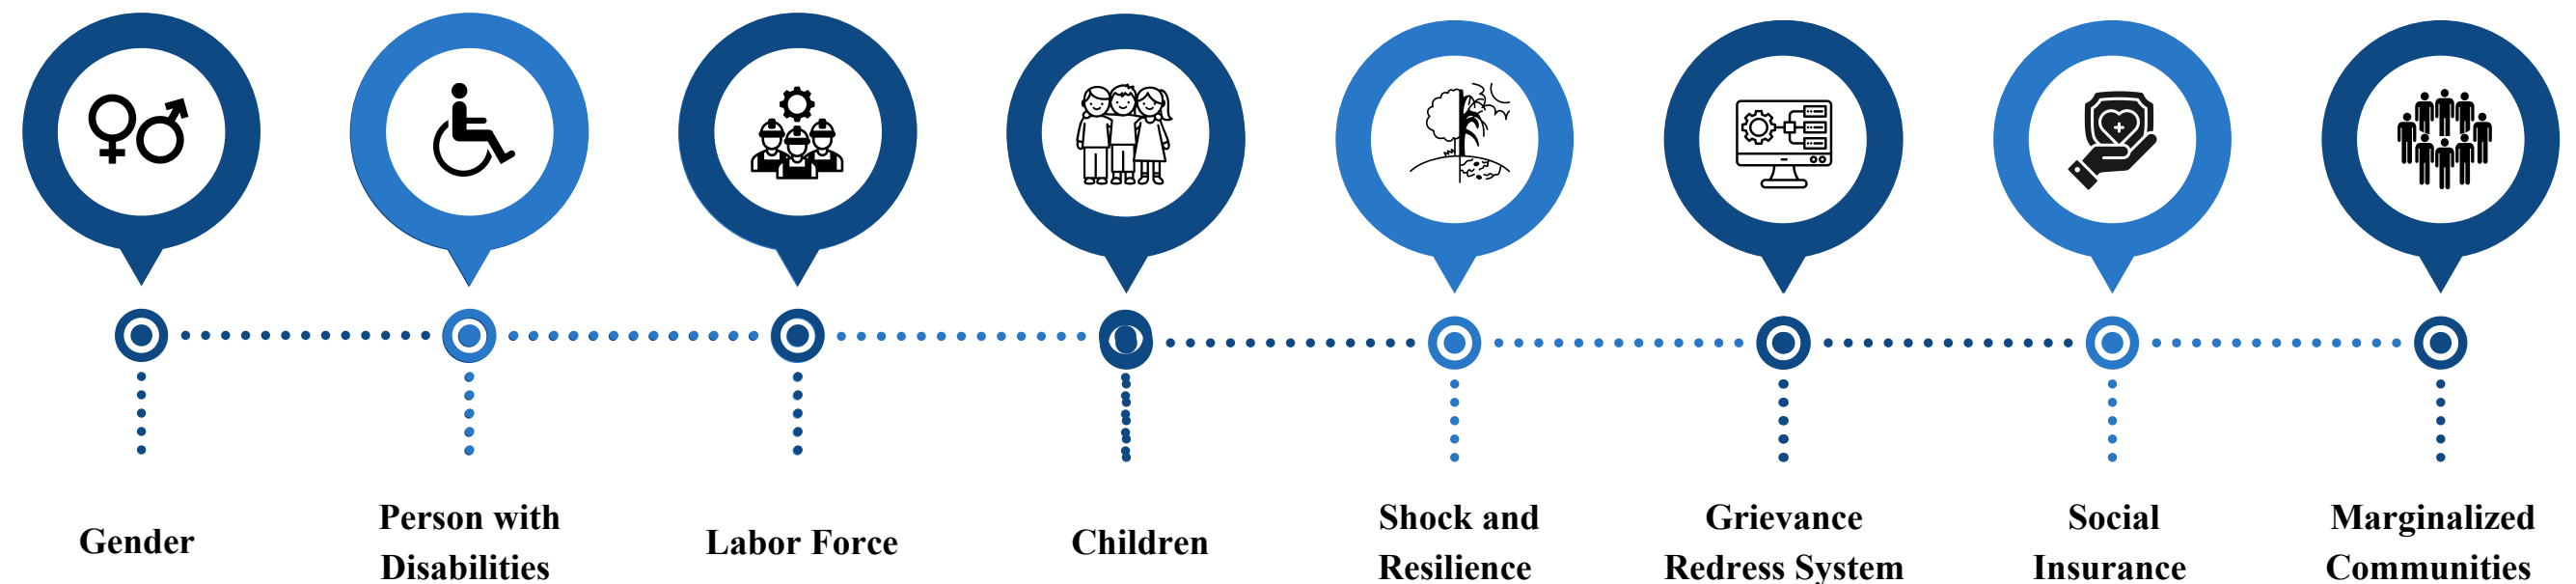 Gender
Person with
Disabilities
Labor Force
Children
Shock and
Resilience
Grievance
Redress System
Social
Insurance
Marginalized
Communities